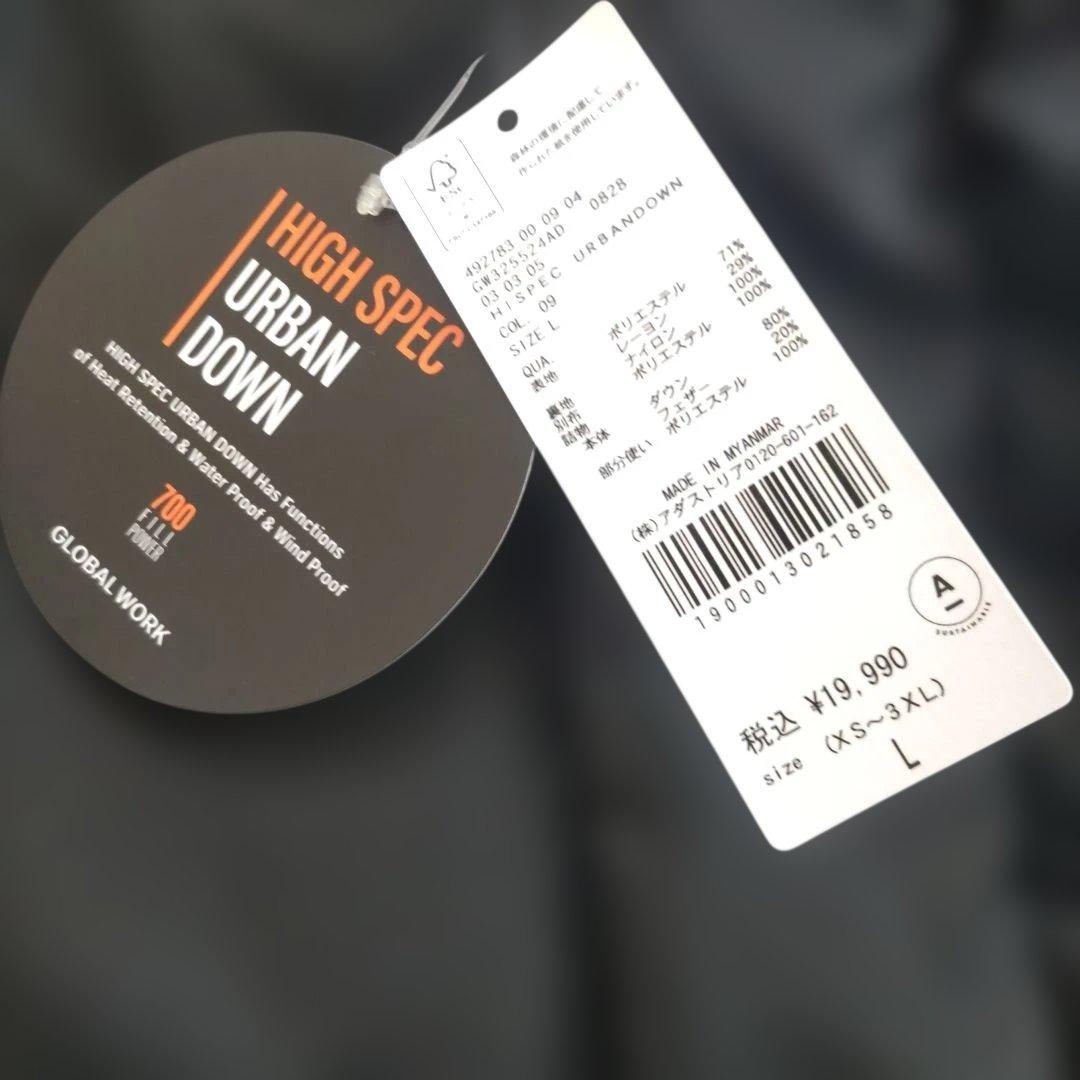 HIGH SPEC
URBAN
DOWN
HIGH SPEC URBAN DOWN Has Functions
of Heat Retention & Water Proof & Wind Proof
700
FILL
POWER
GLOBAL WORK
森林の環境に配慮して
作られた紙を使用しています。
FSC
492783 00 09 04
GW325524AD 0828
03 03 05
HISPEC URBANDOWN
COL. 09
SIZE L
QUA.
表地 ポリエステル 71%
レーヨン 29%
裏地 ナイロン 100%
別布 ポリエステル 100%
詰物
本体 ダウン 80%
フェザー 20%
部分使い ポリエステル 100%
MADE IN MYANMAR
(株)アダストリア0120-601-162
1900013021858
A
SUSTAINABLE
税込 ¥19,990
size (XS~3XL)
L